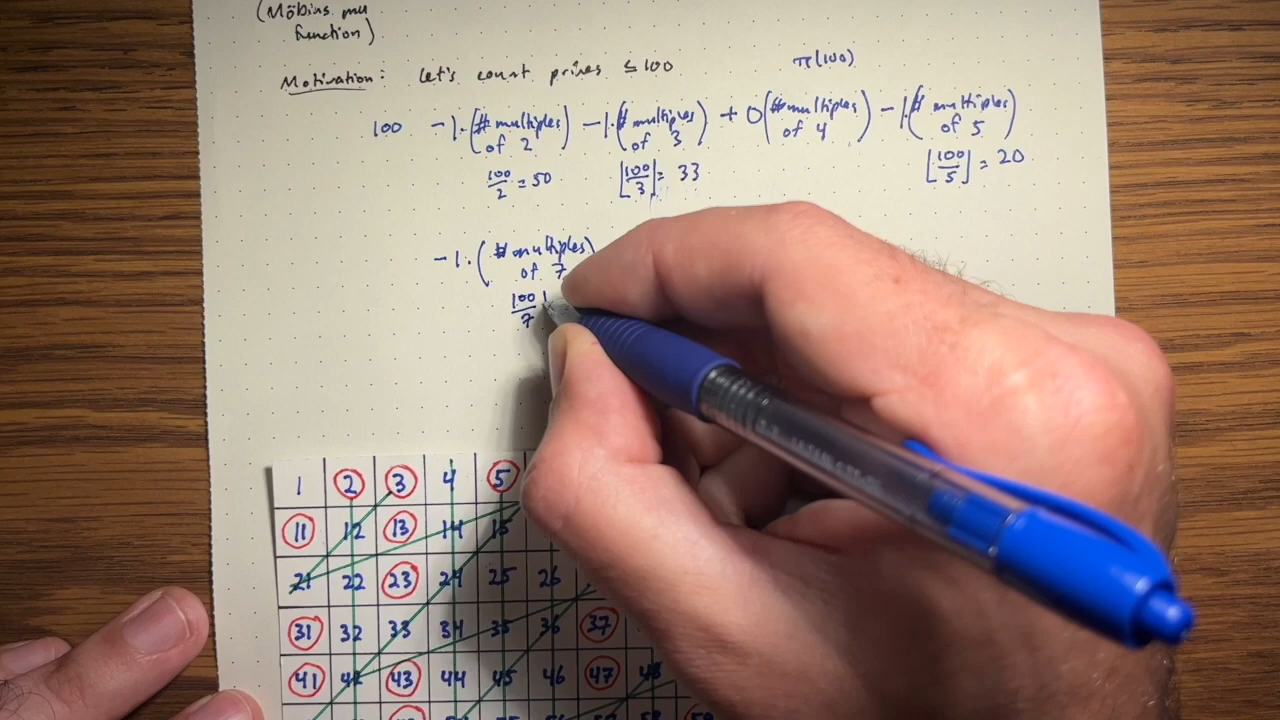 (Möbius mu
function)
Motivation: Let's count primes ≤ 100 π(100)
100 -1·(# multiples of 2) -1·(# multiples of 3) + 0(# multiples of 4) -1·(# multiples of 5)
100/2 = 50 ⌊100/3⌋ = 33 ⌊100/5⌋ = 20
-1·(# multiples of 7)
100/7
1 2 3 4 5
11 12 13 14 15
21 22 23 24 25 26
31 32 33 34 35 36 37
41 42 43 44 45 46 47 48